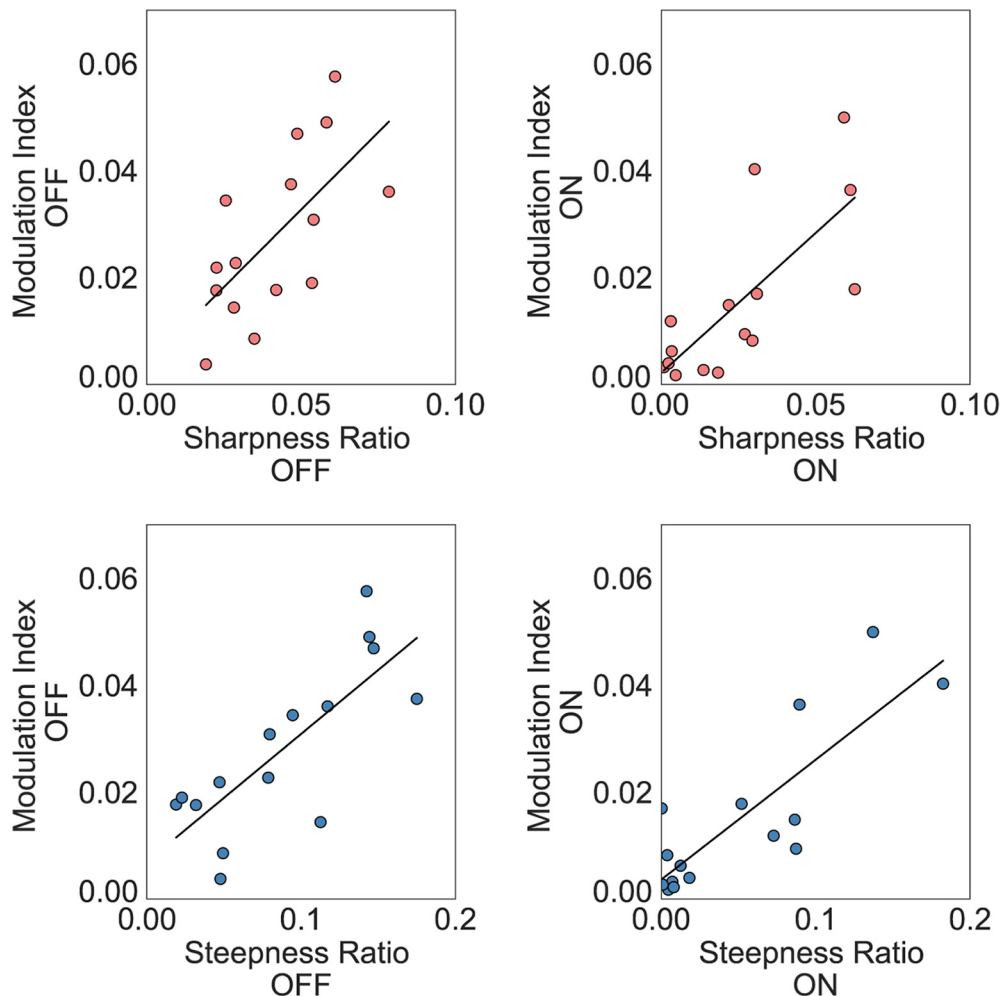 Modulation Index
OFF
0.06
0.04
0.02
0.00
0.00 0.05 0.10
Sharpness Ratio
OFF
Modulation Index
ON
0.06
0.04
0.02
0.00
0.00 0.05 0.10
Sharpness Ratio
ON
Modulation Index
OFF
0.06
0.04
0.02
0.00
0.00 0.1 0.2
Steepness Ratio
OFF
Modulation Index
ON
0.06
0.04
0.02
0.00
0.00 0.1 0.2
Steepness Ratio
ON